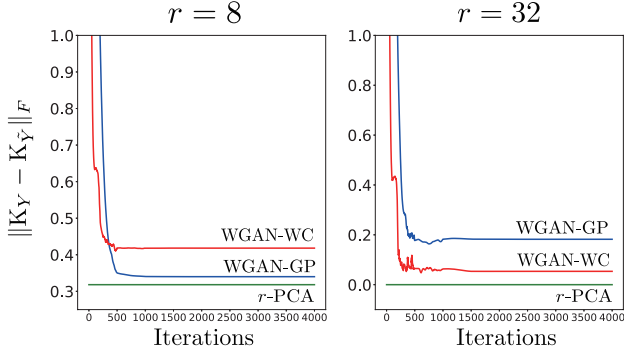 r = 8
1.0
0.9
0.8
0.7
0.6
0.5
0.4
0.3
‖K_Y − K_Ỹ‖_F
WGAN-WC
WGAN-GP
r-PCA
0 500 1000 1500 2000 2500 3000 3500 4000
Iterations
r = 32
1.0
0.8
0.6
0.4
0.2
0.0
WGAN-GP
WGAN-WC
r-PCA
0 500 1000 1500 2000 2500 3000 3500 4000
Iterations